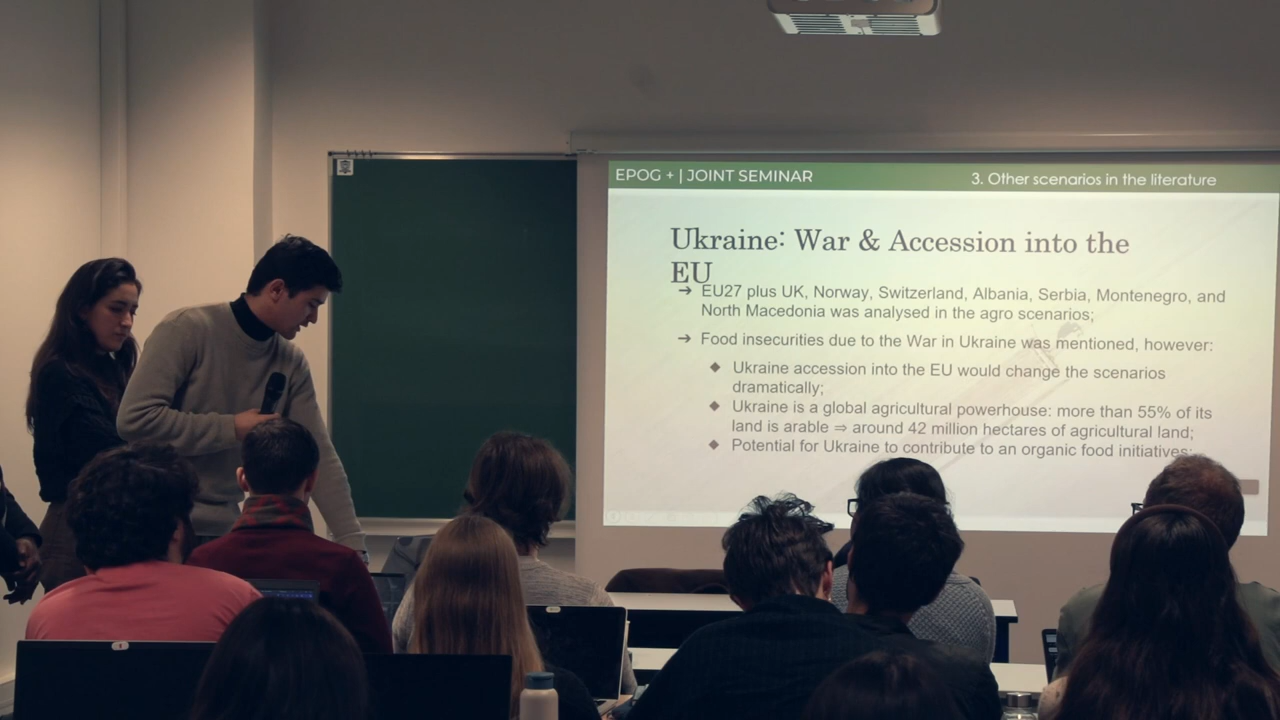 EPOG + | JOINT SEMINAR
3. Other scenarios in the literature
Ukraine: War & Accession into the
EU
➔ EU27 plus UK, Norway, Switzerland, Albania, Serbia, Montenegro, and
North Macedonia was analysed in the agro scenarios;
➔ Food insecurities due to the War in Ukraine was mentioned, however:
◆ Ukraine accession into the EU would change the scenarios
dramatically;
◆ Ukraine is a global agricultural powerhouse: more than 55% of its
land is arable ⇒ around 42 million hectares of agricultural land;
◆ Potential for Ukraine to contribute to an organic food initiatives;